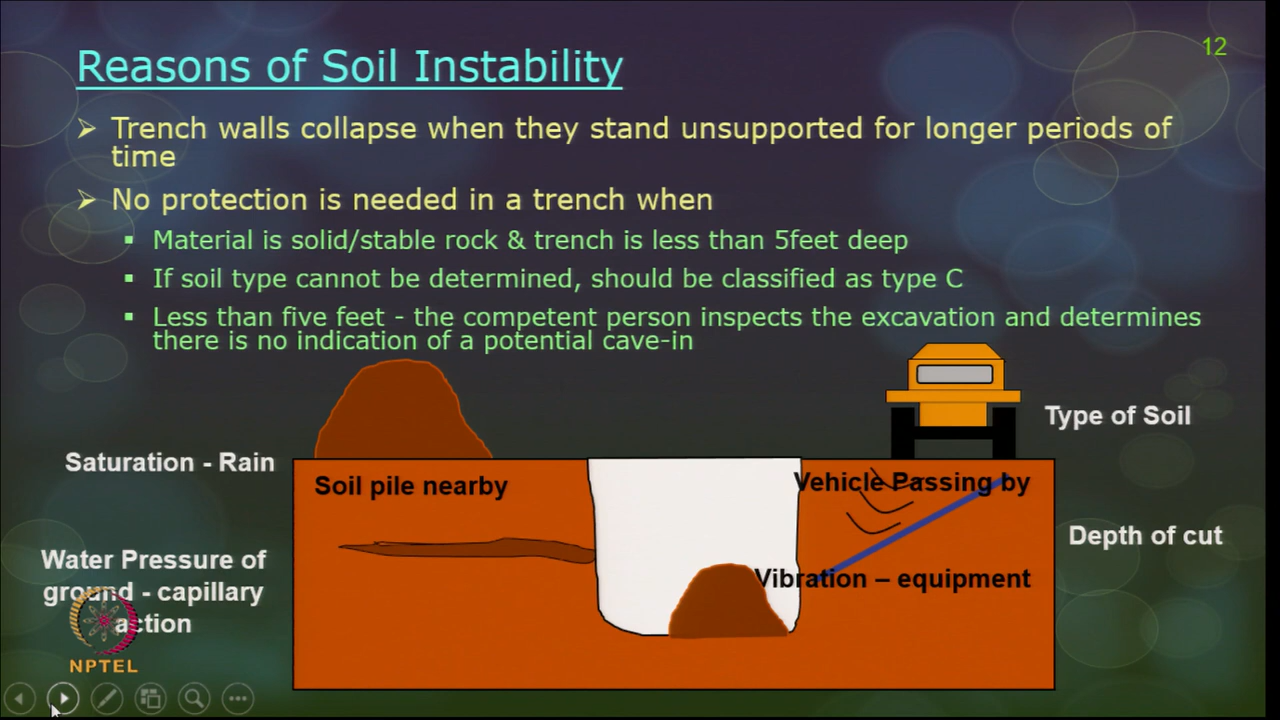 Reasons of Soil Instability
12
Trench walls collapse when they stand unsupported for longer periods of
time
No protection is needed in a trench when
Material is solid/stable rock & trench is less than 5feet deep
If soil type cannot be determined, should be classified as type C
Less than five feet - the competent person inspects the excavation and determines
there is no indication of a potential cave-in
Type of Soil
Saturation - Rain
Soil pile nearby
Vehicle Passing by
Depth of cut
Water Pressure of
ground - capillary
action
Vibration – equipment
NPTEL